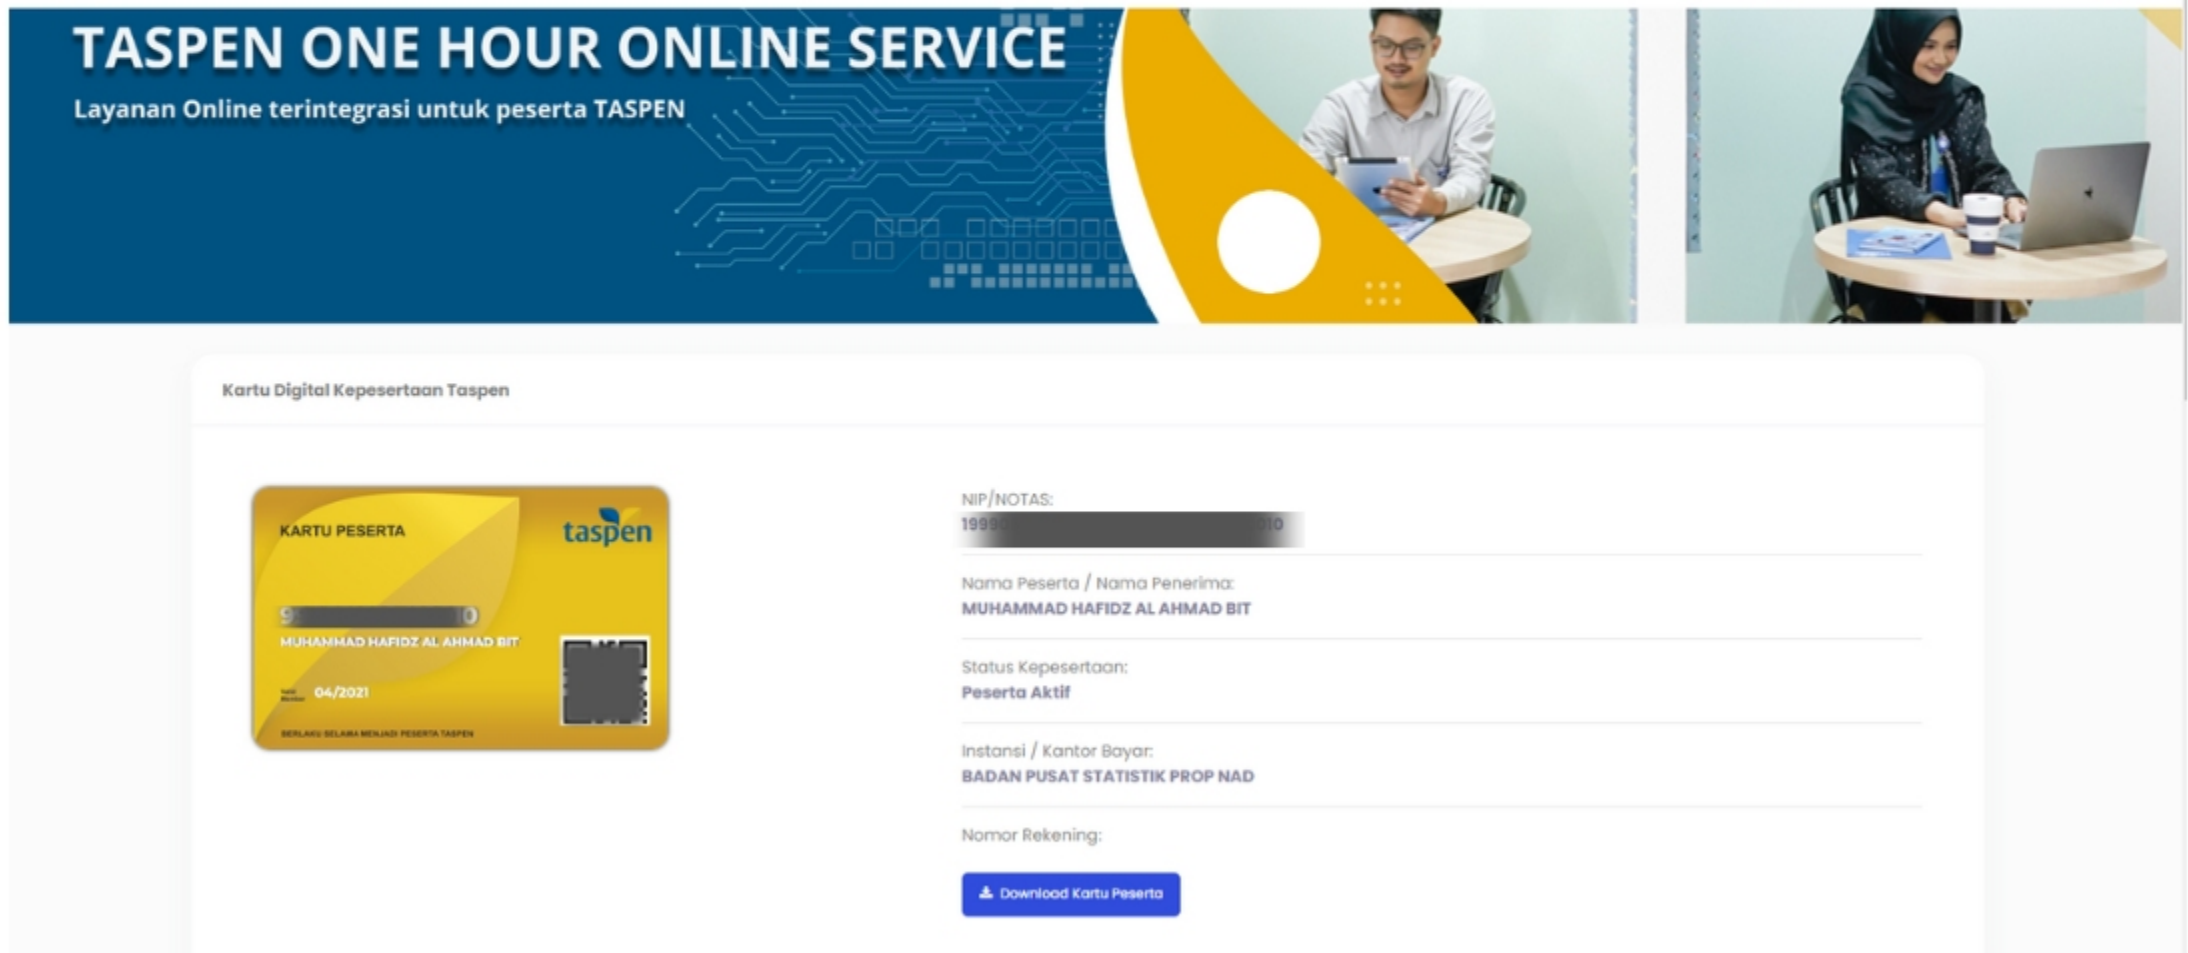 TASPEN ONE HOUR ONLINE SERVICE
Layanan Online terintegrasi untuk peserta TASPEN
Kartu Digital Kepesertaan Taspen
KARTU PESERTA
taspen
MUHAMMAD HAFIDZ AL AHMAD BIT
04/2021
BERLAKU SELAMA MENJADI PESERTA TASPEN
NIP/NOTAS:
Nama Peserta / Nama Penerima:
MUHAMMAD HAFIDZ AL AHMAD BIT
Status Kepesertaan:
Peserta Aktif
Instansi / Kantor Bayar:
BADAN PUSAT STATISTIK PROP NAD
Nomor Rekening:
Download Kartu Peserta